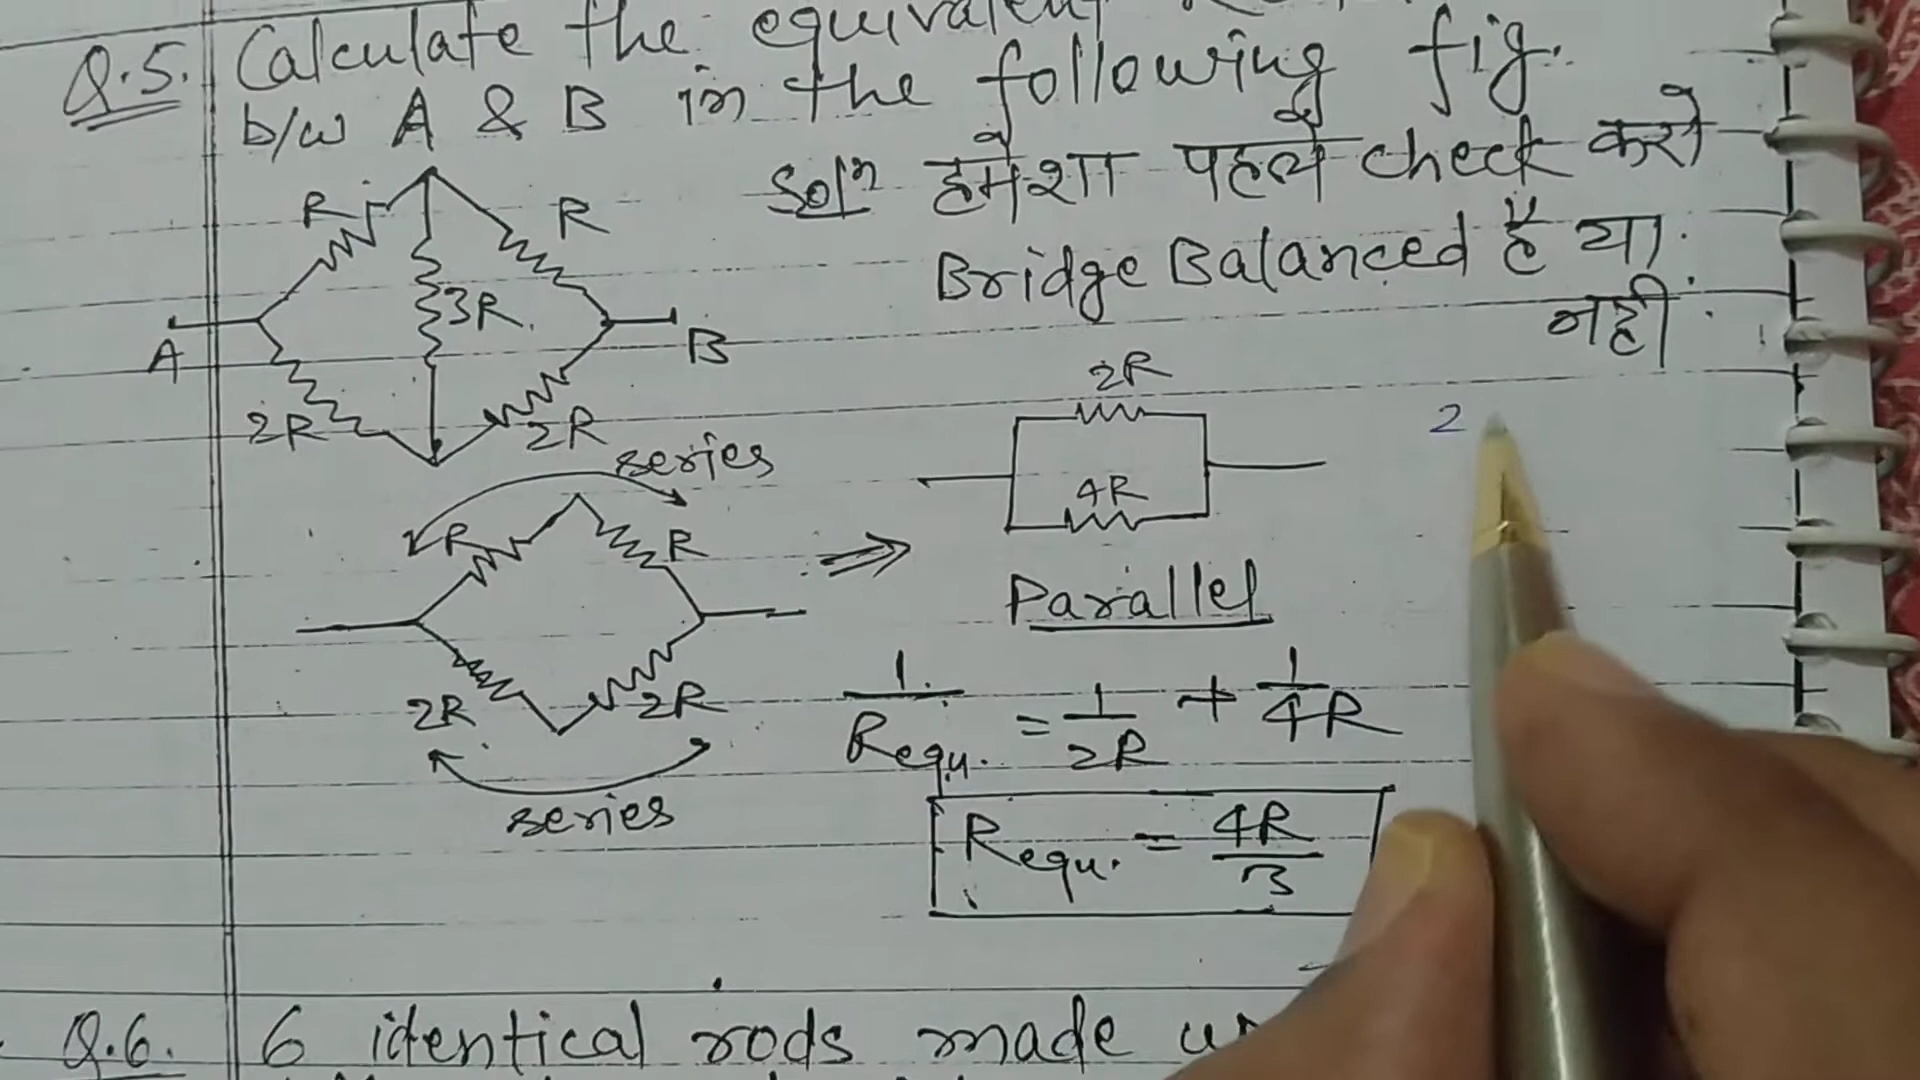 Q.5. Calculate the equivalent
b/w A & B in the following fig.
Solⁿ हमेशा पहले check करो
Bridge Balanced है या
नही
R
R
3R
A
B
2R
2R
series
R
R
2R
2R
series
2R
4R
Parallel
1/Requ. = 1/2R + 1/4R
Requ. = 4R/3
2
Q.6. 6 identical rods made